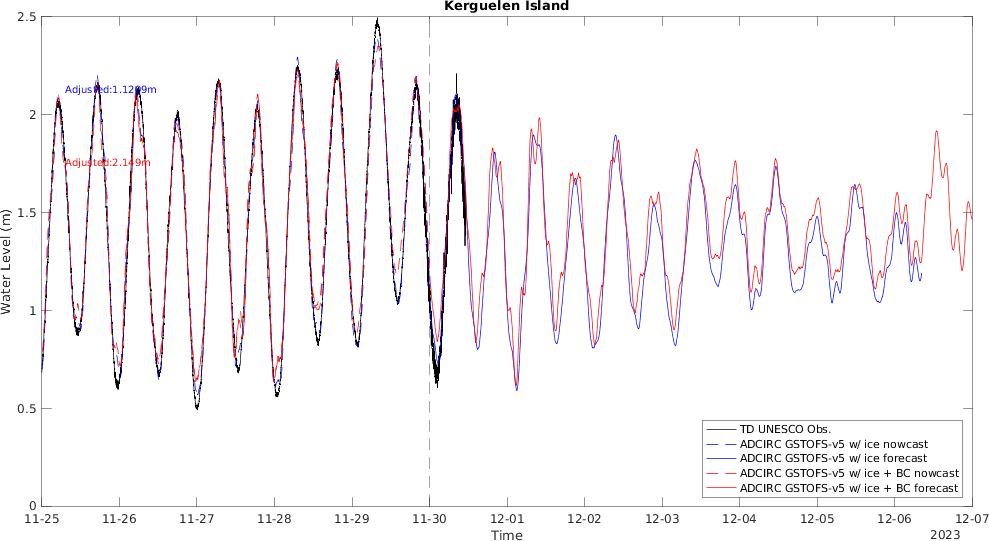 Kerguelen Island
2.5
2
1.5
1
0.5
0
Water Level (m)
Adjusted:1.1209m
Adjusted:2.149m
TD UNESCO Obs.
ADCIRC GSTOFS-v5 w/ ice nowcast
ADCIRC GSTOFS-v5 w/ ice forecast
ADCIRC GSTOFS-v5 w/ ice + BC nowcast
ADCIRC GSTOFS-v5 w/ ice + BC forecast
11-25 11-26 11-27 11-28 11-29 11-30 12-01 12-02 12-03 12-04 12-05 12-06 12-07
Time
2023